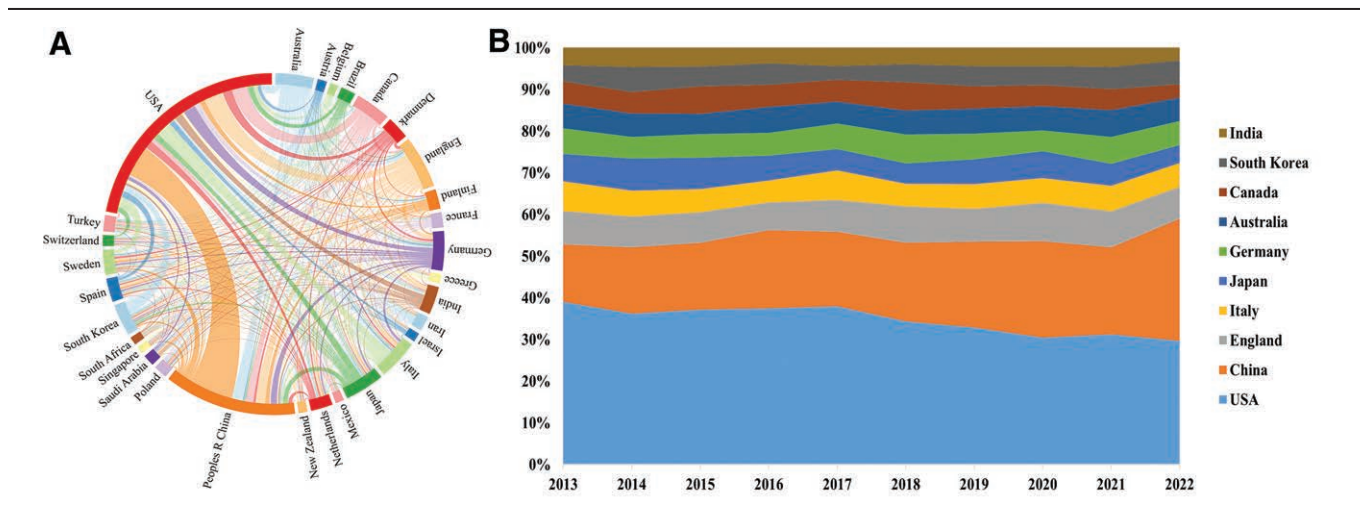 A
Australia
Austria
Belgium
Brazil
Canada
Denmark
England
Finland
France
Germany
Greece
India
Iran
Israel
Italy
Japan
Mexico
Netherlands
New Zealand
Peoples R China
Poland
Saudi Arabia
Singapore
South Africa
South Korea
Spain
Sweden
Switzerland
Turkey
USA
B
100%
90%
80%
70%
60%
50%
40%
30%
20%
10%
0%
2013 2014 2015 2016 2017 2018 2019 2020 2021 2022
India
South Korea
Canada
Australia
Germany
Japan
Italy
England
China
USA